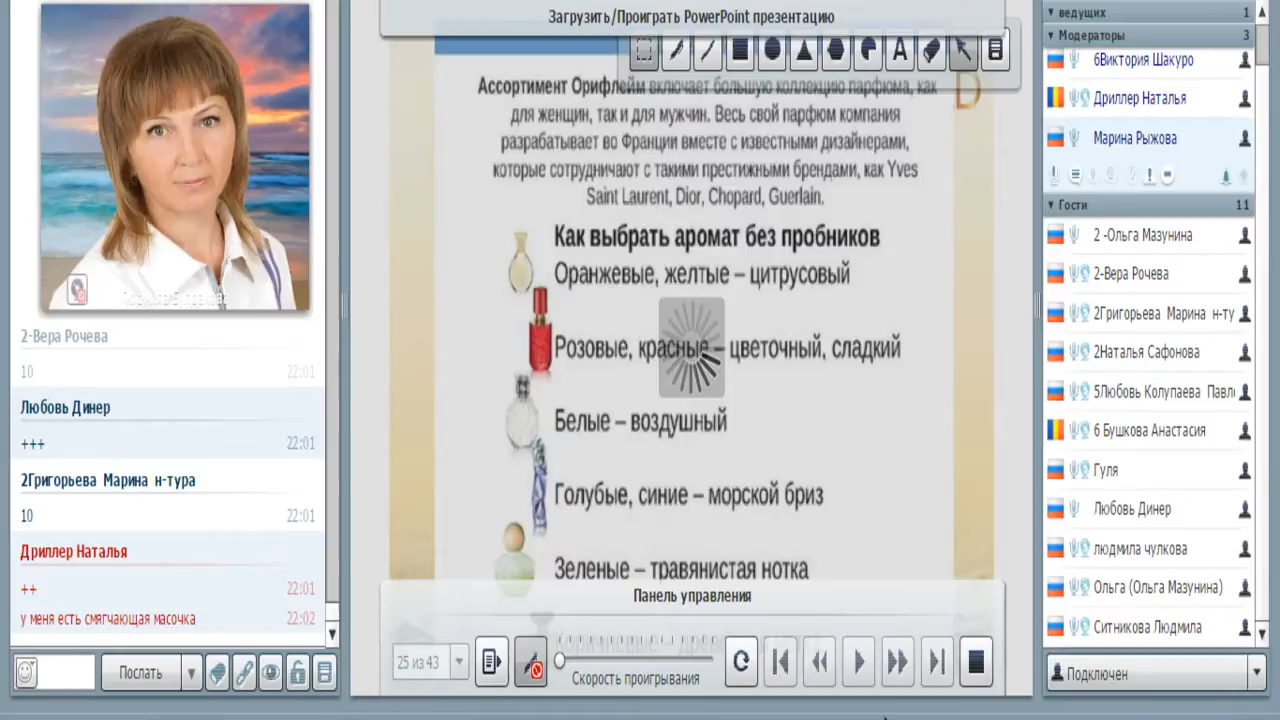 2-Вера Рочева
10 22:01
Любовь Динер
+++ 22:01
2Григорьева Марина н-тура
10 22:01
Дриллер Наталья
++ 22:01
у меня есть смягчающая масочка 22:02
Послать
Загрузить/Проиграть PowerPoint презентацию
Ассортимент Орифлейм включает большую коллекцию парфюма, как
для женщин, так и для мужчин. Весь свой парфюм компания
разрабатывает во Франции вместе с известными дизайнерами,
которые сотрудничают с такими престижными брендами, как Yves
Saint Laurent, Dior, Chopard, Guerlain.
Как выбрать аромат без пробников
Оранжевые, желтые – цитрусовый
Розовые, красные – цветочный, сладкий
Белые – воздушный
Голубые, синие – морской бриз
Зеленые – травянистая нотка
Панель управления
Коричневые – древ
25 из 43
Скорость проигрывания
ведущих 1
Модераторы 3
6Виктория Шакуро
Дриллер Наталья
Марина Рыжова
Гости 11
2 -Ольга Мазунина
2-Вера Рочева
2Григорьева Марина н-ту
2Наталья Сафонова
5Любовь Колупаева Павл
6 Бушкова Анастасия
Гуля
Любовь Динер
людмила чулкова
Ольга (Ольга Мазунина)
Ситникова Людмила
Подключен